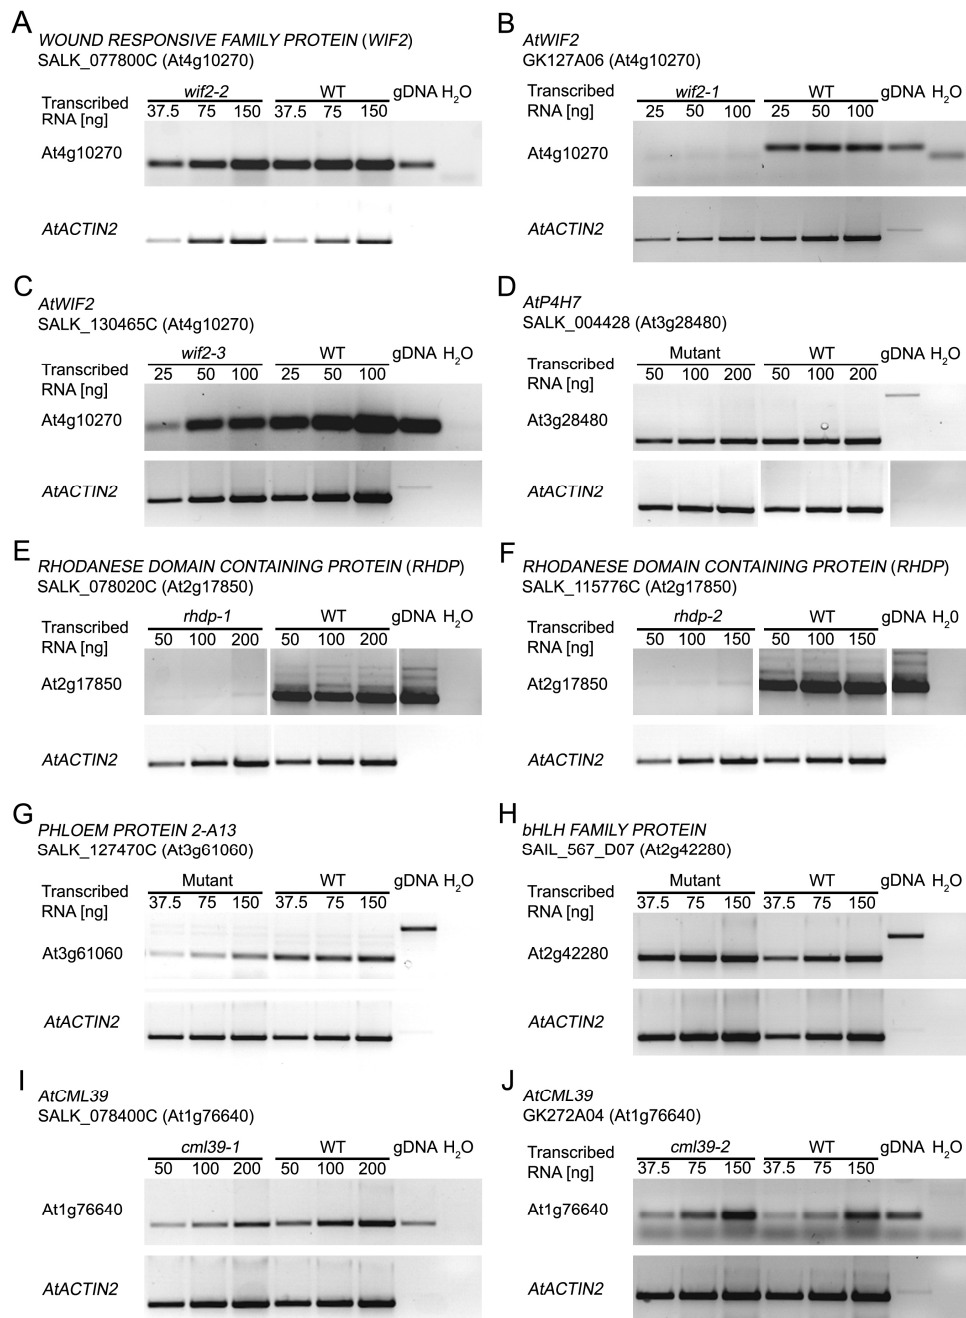 A
WOUND RESPONSIVE FAMILY PROTEIN (WIF2)
SALK_077800C (At4g10270)
wif2-2 WT gDNA H2O
Transcribed RNA [ng]
37.5 75 150 37.5 75 150
At4g10270
AtACTIN2
B
AtWIF2
GK127A06 (At4g10270)
wif2-1 WT gDNA H2O
Transcribed RNA [ng]
25 50 100 25 50 100
At4g10270
AtACTIN2
C
AtWIF2
SALK_130465C (At4g10270)
wif2-3 WT gDNA H2O
Transcribed RNA [ng]
25 50 100 25 50 100
At4g10270
AtACTIN2
D
AtP4H7
SALK_004428 (At3g28480)
Mutant WT gDNA H2O
Transcribed RNA [ng]
50 100 200 50 100 200
At3g28480
AtACTIN2
E
RHODANESE DOMAIN CONTAINING PROTEIN (RHDP)
SALK_078020C (At2g17850)
rhdp-1 WT gDNA H2O
Transcribed RNA [ng]
50 100 200 50 100 200
At2g17850
AtACTIN2
F
RHODANESE DOMAIN CONTAINING PROTEIN (RHDP)
SALK_115776C (At2g17850)
rhdp-2 WT gDNA H20
Transcribed RNA [ng]
50 100 150 50 100 150
At2g17850
AtACTIN2
G
PHLOEM PROTEIN 2-A13
SALK_127470C (At3g61060)
Mutant WT gDNA H2O
Transcribed RNA [ng]
37.5 75 150 37.5 75 150
At3g61060
AtACTIN2
H
bHLH FAMILY PROTEIN
SAIL_567_D07 (At2g42280)
Mutant WT gDNA H2O
Transcribed RNA [ng]
37.5 75 150 37.5 75 150
At2g42280
AtACTIN2
I
AtCML39
SALK_078400C (At1g76640)
cml39-1 WT gDNA H2O
Transcribed RNA [ng]
50 100 200 50 100 200
At1g76640
AtACTIN2
J
AtCML39
GK272A04 (At1g76640)
cml39-2 WT gDNA H2O
Transcribed RNA [ng]
37.5 75 150 37.5 75 150
At1g76640
AtACTIN2